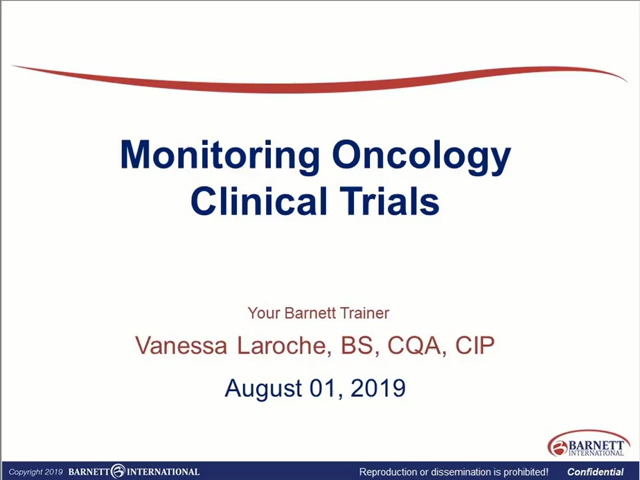 Monitoring Oncology
Clinical Trials
Your Barnett Trainer
Vanessa Laroche, BS, CQA, CIP
August 01, 2019
BARNETT
INTERNATIONAL
Copyright 2019 BARNETT INTERNATIONAL Reproduction or dissemination is prohibited! Confidential